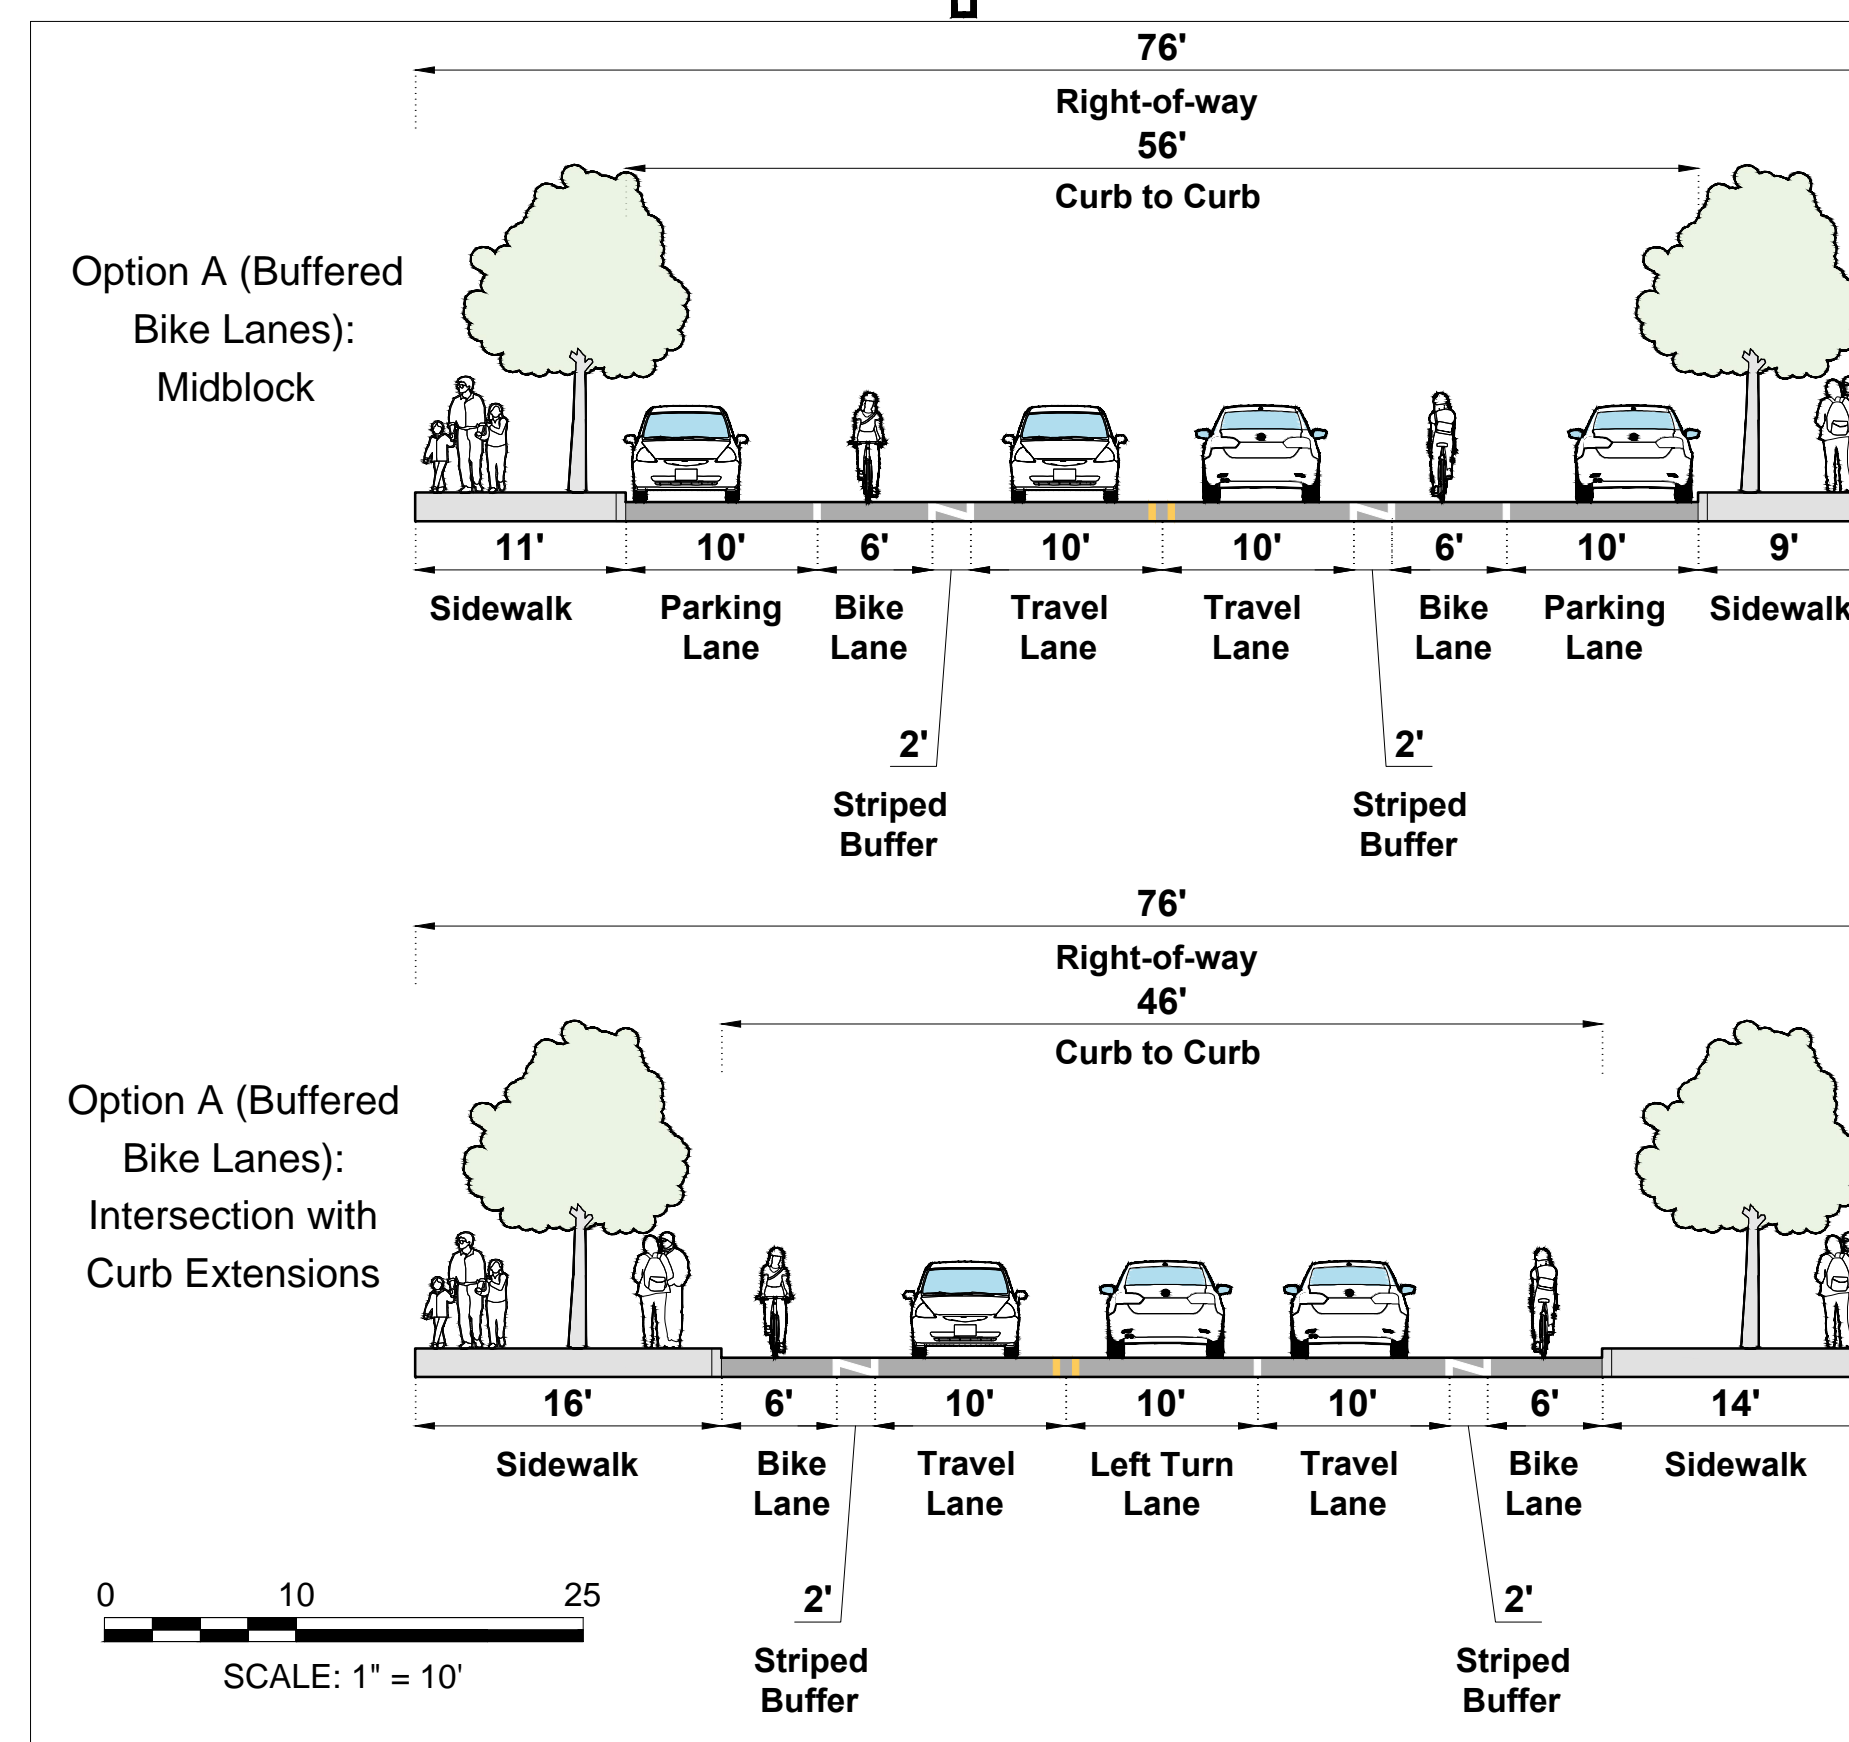 76'
Right-of-way
56'
Curb to Curb
Option A (Buffered
Bike Lanes):
Midblock
11' 10' 6' 10' 10' 6' 10' 9'
Sidewalk Parking Lane Bike Lane Travel Lane Travel Lane Bike Lane Parking Lane Sidewalk
2' 2'
Striped Striped
Buffer Buffer
76'
Right-of-way
46'
Curb to Curb
Option A (Buffered
Bike Lanes):
Intersection with
Curb Extensions
16' 6' 10' 10' 10' 6' 14'
Sidewalk Bike Lane Travel Lane Left Turn Lane Travel Lane Bike Lane Sidewalk
2' 2'
Striped Striped
Buffer Buffer
0 10 25
SCALE: 1" = 10'